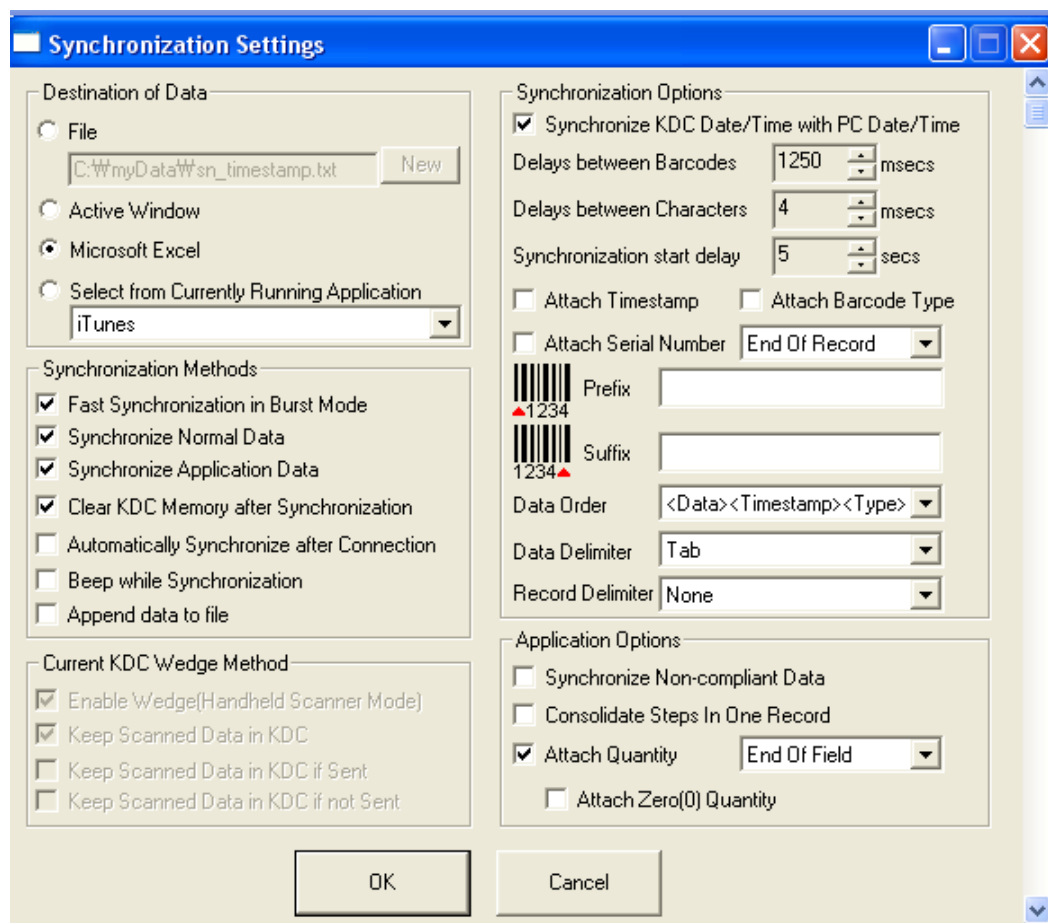 Synchronization Settings
Destination of Data
File
C:₩myData₩sn_timestamp.txt
New
Active Window
Microsoft Excel
Select from Currently Running Application
iTunes
Synchronization Methods
Fast Synchronization in Burst Mode
Synchronize Normal Data
Synchronize Application Data
Clear KDC Memory after Synchronization
Automatically Synchronize after Connection
Beep while Synchronization
Append data to file
Current KDC Wedge Method
Enable Wedge(Handheld Scanner Mode)
Keep Scanned Data in KDC
Keep Scanned Data in KDC if Sent
Keep Scanned Data in KDC if not Sent
Synchronization Options
Synchronize KDC Date/Time with PC Date/Time
Delays between Barcodes 1250 msecs
Delays between Characters 4 msecs
Synchronization start delay 5 secs
Attach Timestamp Attach Barcode Type
Attach Serial Number End Of Record
Prefix
1234
Suffix
1234
Data Order <Data><Timestamp><Type>
Data Delimiter Tab
Record Delimiter None
Application Options
Synchronize Non-compliant Data
Consolidate Steps In One Record
Attach Quantity End Of Field
Attach Zero(0) Quantity
OK Cancel